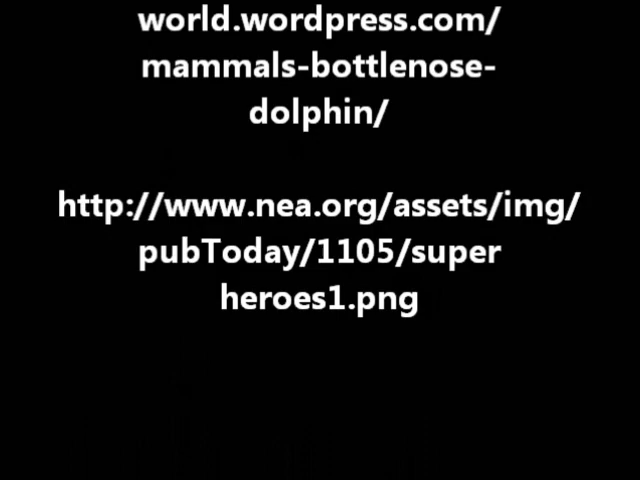 world.wordpress.com/
mammals-bottlenose-
dolphin/
http://www.nea.org/assets/img/
pubToday/1105/super
heroes1.png